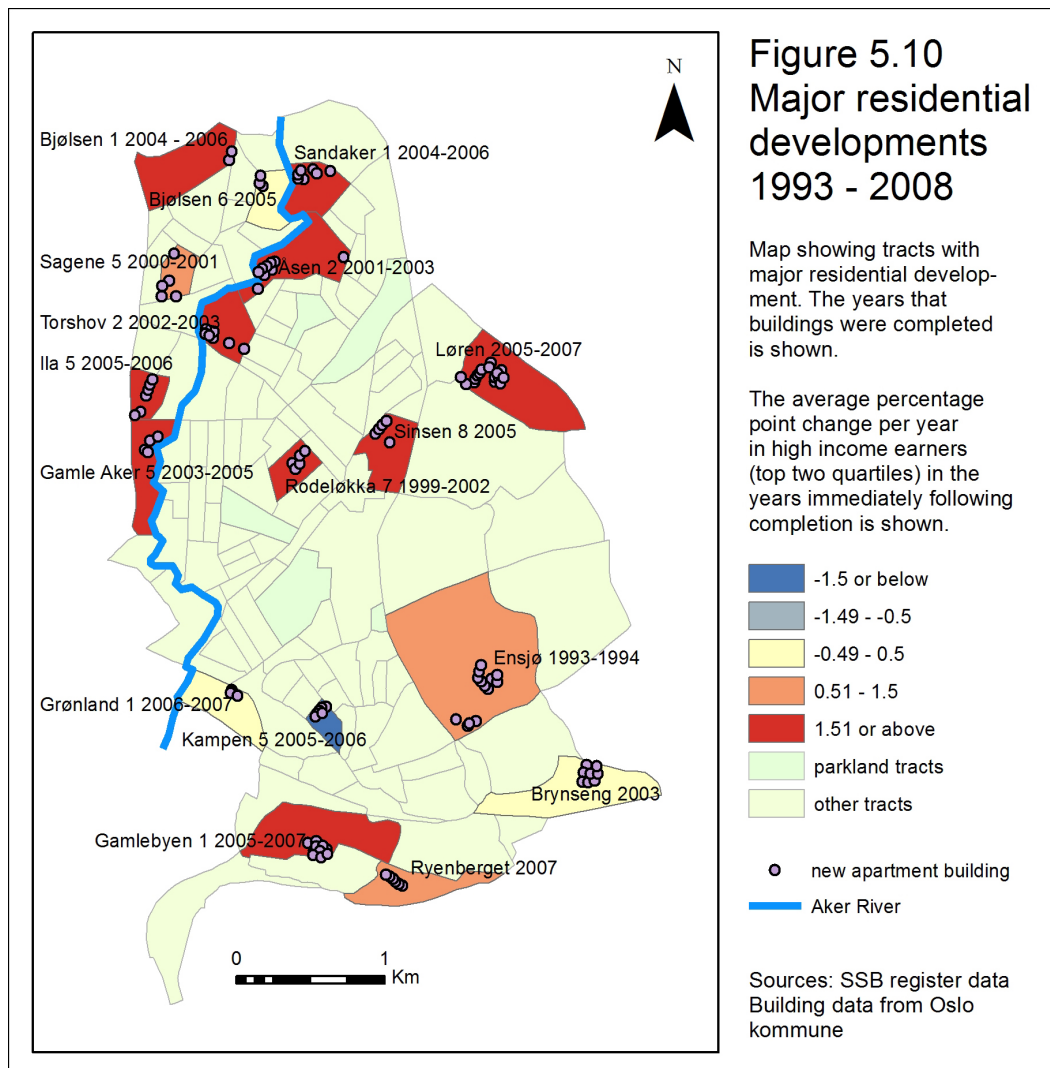 Figure 5.10
Major residential
developments
1993 - 2008
Map showing tracts with
major residential develop-
ment. The years that
buildings were completed
is shown.
The average percentage
point change per year
in high income earners
(top two quartiles) in the
years immediately following
completion is shown.
-1.5 or below
-1.49 - -0.5
-0.49 - 0.5
0.51 - 1.5
1.51 or above
parkland tracts
other tracts
new apartment building
Aker River
Sources: SSB register data
Building data from Oslo
kommune
N
Bjølsen 1 2004 - 2006
Sandaker 1 2004-2006
Bjølsen 6 2005
Sagene 5 2000-2001
Åsen 2 2001-2003
Torshov 2 2002-2003
Ila 5 2005-2006
Løren 2005-2007
Sinsen 8 2005
Gamle Aker 5 2003-2005
Rodeløkka 7 1999-2002
Ensjø 1993-1994
Grønland 1 2006-2007
Kampen 5 2005-2006
Brynseng 2003
Gamlebyen 1 2005-2007
Ryenberget 2007
0 1
Km